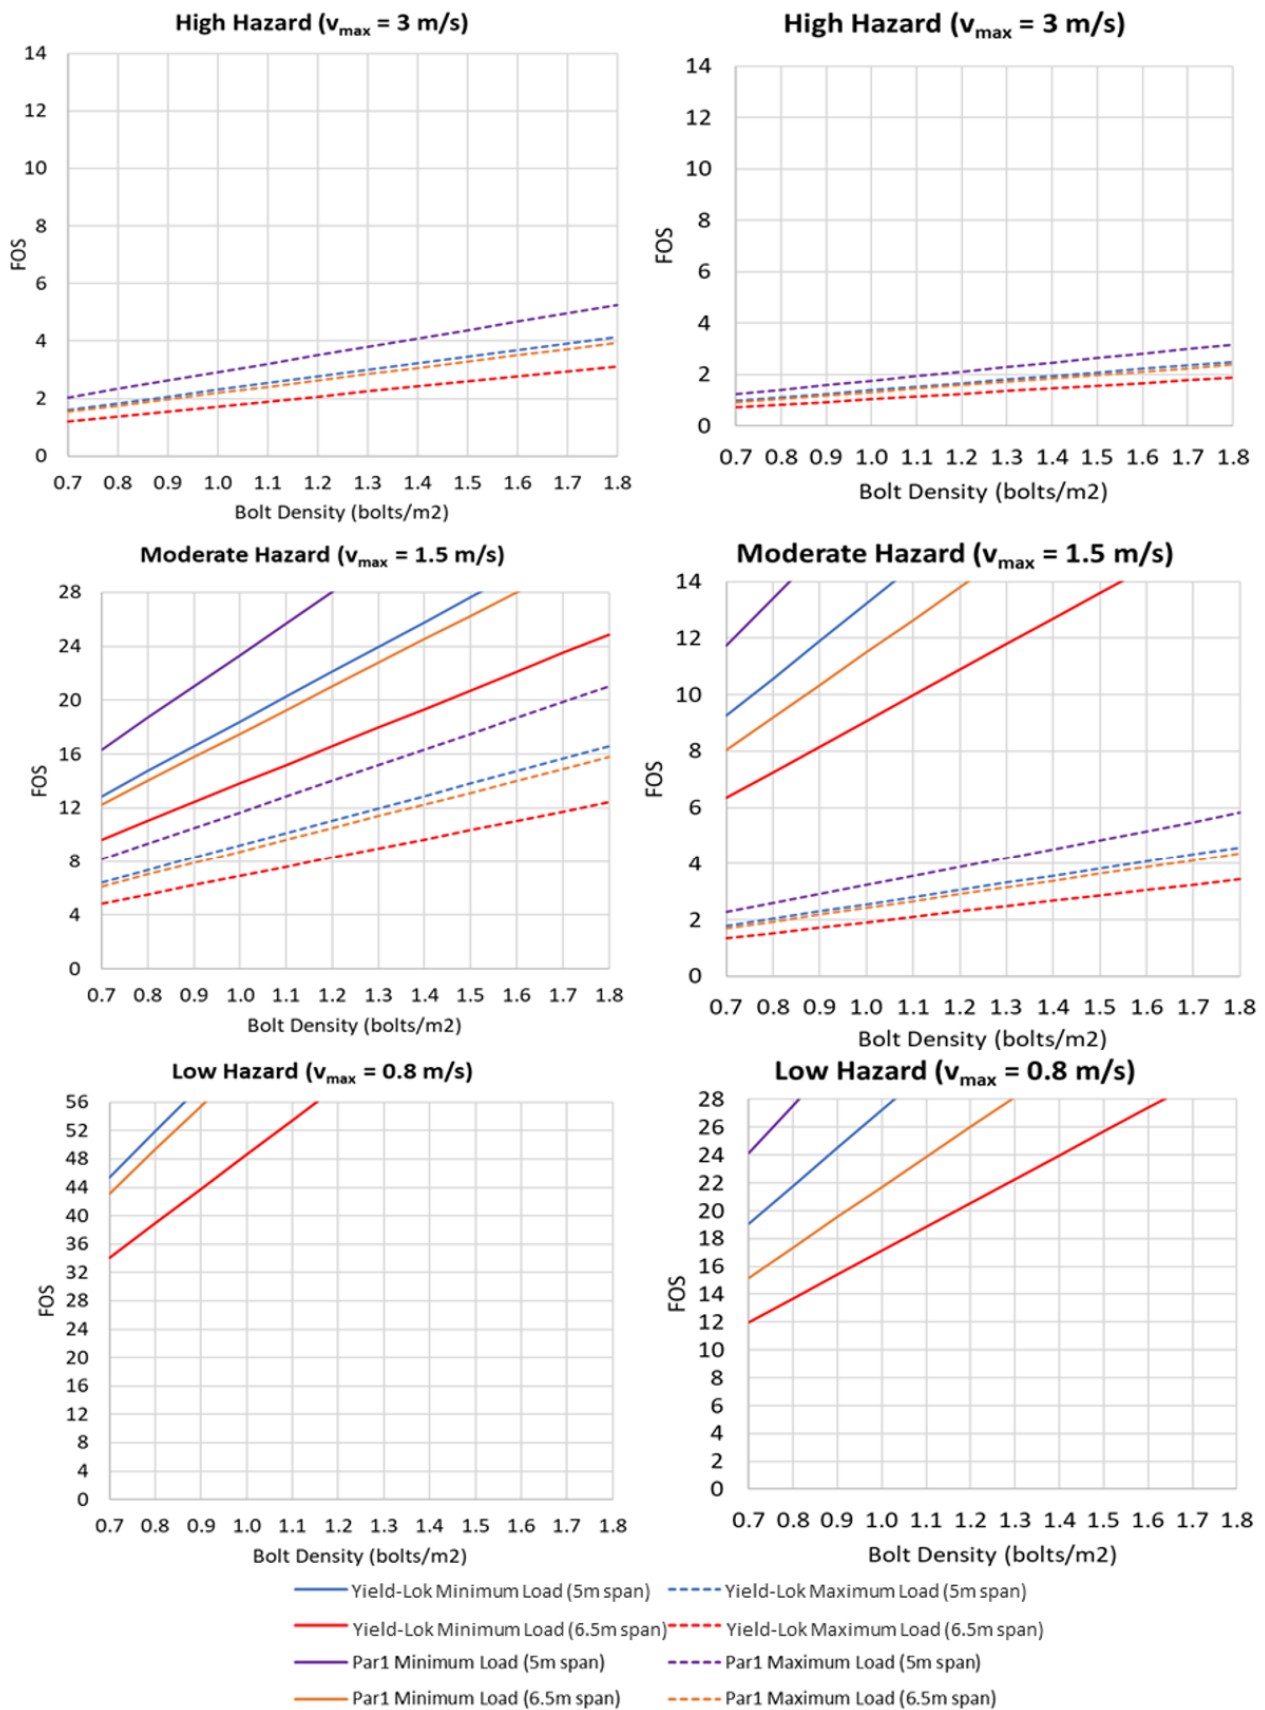 High Hazard (vmax = 3 m/s)
14
12
10
8
6
4
2
0
FOS
0.7 0.8 0.9 1.0 1.1 1.2 1.3 1.4 1.5 1.6 1.7 1.8
Bolt Density (bolts/m2)
High Hazard (vmax = 3 m/s)
14
12
10
8
6
4
2
0
FOS
0.7 0.8 0.9 1.0 1.1 1.2 1.3 1.4 1.5 1.6 1.7 1.8
Bolt Density (bolts/m2)
Moderate Hazard (vmax = 1.5 m/s)
28
24
20
16
12
8
4
0
FOS
0.7 0.8 0.9 1.0 1.1 1.2 1.3 1.4 1.5 1.6 1.7 1.8
Bolt Density (bolts/m2)
Moderate Hazard (vmax = 1.5 m/s)
14
12
10
8
6
4
2
0
FOS
0.7 0.8 0.9 1.0 1.1 1.2 1.3 1.4 1.5 1.6 1.7 1.8
Bolt Density (bolts/m2)
Low Hazard (vmax = 0.8 m/s)
56
52
48
44
40
36
32
28
24
20
16
12
8
4
0
FOS
0.7 0.8 0.9 1.0 1.1 1.2 1.3 1.4 1.5 1.6 1.7 1.8
Bolt Density (bolts/m2)
Low Hazard (vmax = 0.8 m/s)
28
26
24
22
20
18
16
14
12
10
8
6
4
2
0
FOS
0.7 0.8 0.9 1.0 1.1 1.2 1.3 1.4 1.5 1.6 1.7 1.8
Bolt Density (bolts/m2)
Yield-Lok Minimum Load (5m span)
Yield-Lok Maximum Load (5m span)
Yield-Lok Minimum Load (6.5m span)
Yield-Lok Maximum Load (6.5m span)
Par1 Minimum Load (5m span)
Par1 Maximum Load (5m span)
Par1 Minimum Load (6.5m span)
Par1 Maximum Load (6.5m span)